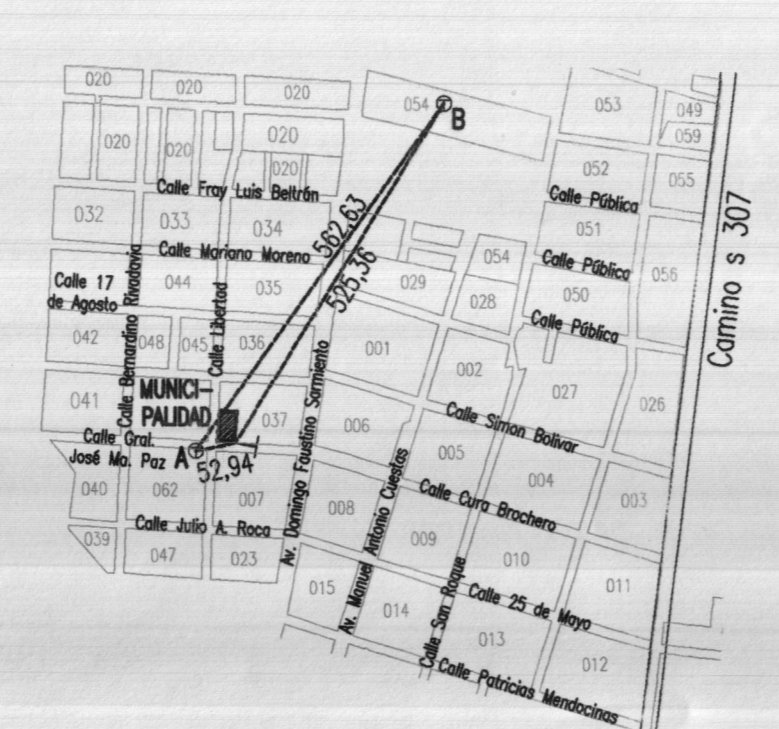 020
020
020
054
B
053
049
059
020
020
020
020
052
055
Calle Fray Luis Beltrán
Calle Pública
032
033
034
562,63
051
Calle Mariano Moreno
525,36
054
Calle Pública
056
Camino s 307
Calle 17
de Agosto
044
035
029
028
050
Calle Bernardino Rivadavia
Calle Libertad
Calle Pública
042
048
045
036
001
002
027
026
041
MUNICI-
PALIDAD
037
Av. Domingo Faustino Sarmiento
006
Calle Simon Bolivar
Calle Gral.
José Ma. Paz
A
52,94
005
004
003
040
062
007
008
Calle Cura Brochero
Calle Julio A. Roca
Av. Manuel Antonio Cuestas
009
010
039
047
023
015
014
Calle San Roque
Calle 25 de Mayo
011
013
012
Calle Patricias Mendocinas